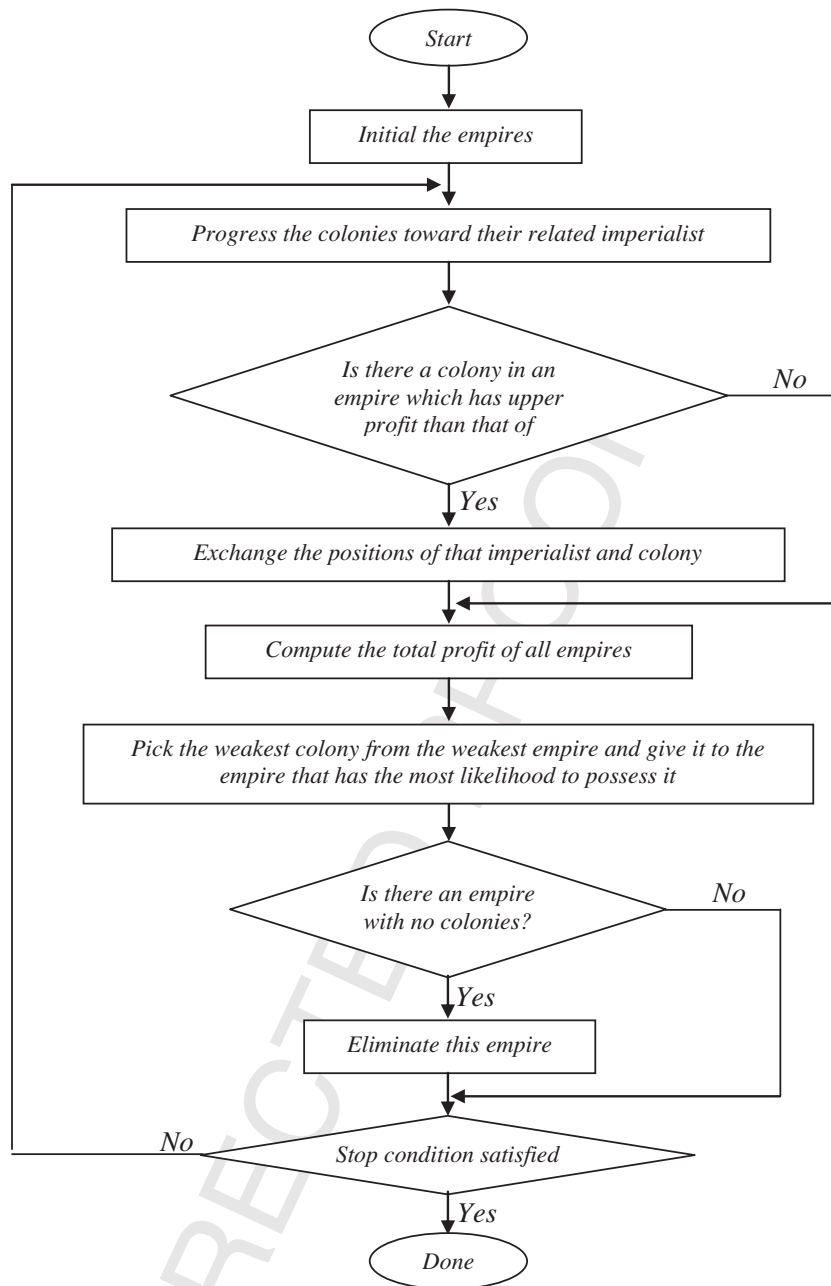 Start
Initial the empires
Progress the colonies toward their related imperialist
Is there a colony in an
empire which has upper
profit than that of
No
Yes
Exchange the positions of that imperialist and colony
Compute the total profit of all empires
Pick the weakest colony from the weakest empire and give it to the
empire that has the most likelihood to possess it
Is there an empire
with no colonies?
No
Yes
Eliminate this empire
No
Stop condition satisfied
Yes
Done